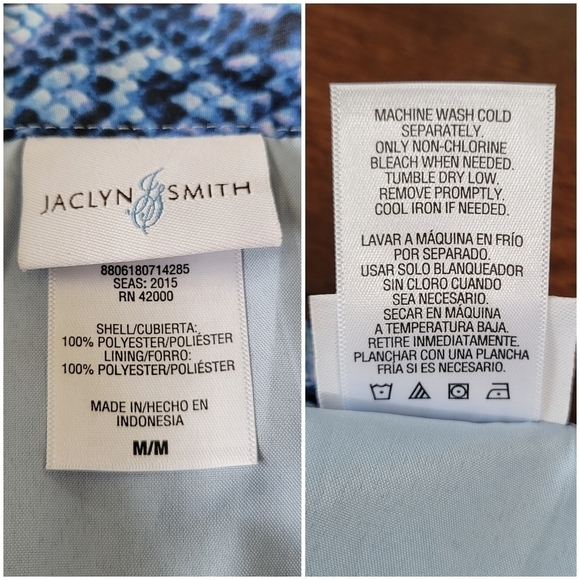 JACLYN SMITH
8806180714285
SEAS: 2015
RN 42000
SHELL/CUBIERTA:
100% POLYESTER/POLIÉSTER
LINING/FORRO:
100% POLYESTER/POLIÉSTER
MADE IN/HECHO EN
INDONESIA
M/M
MACHINE WASH COLD
SEPARATELY.
ONLY NON-CHLORINE
BLEACH WHEN NEEDED.
TUMBLE DRY LOW.
REMOVE PROMPTLY.
COOL IRON IF NEEDED.
LAVAR A MÁQUINA EN FRÍO
POR SEPARADO.
USAR SOLO BLANQUEADOR
SIN CLORO CUANDO
SEA NECESARIO.
SECAR EN MÁQUINA
A TEMPERATURA BAJA.
RETIRE INMEDIATAMENTE.
PLANCHAR CON UNA PLANCHA
FRÍA SI ES NECESARIO.